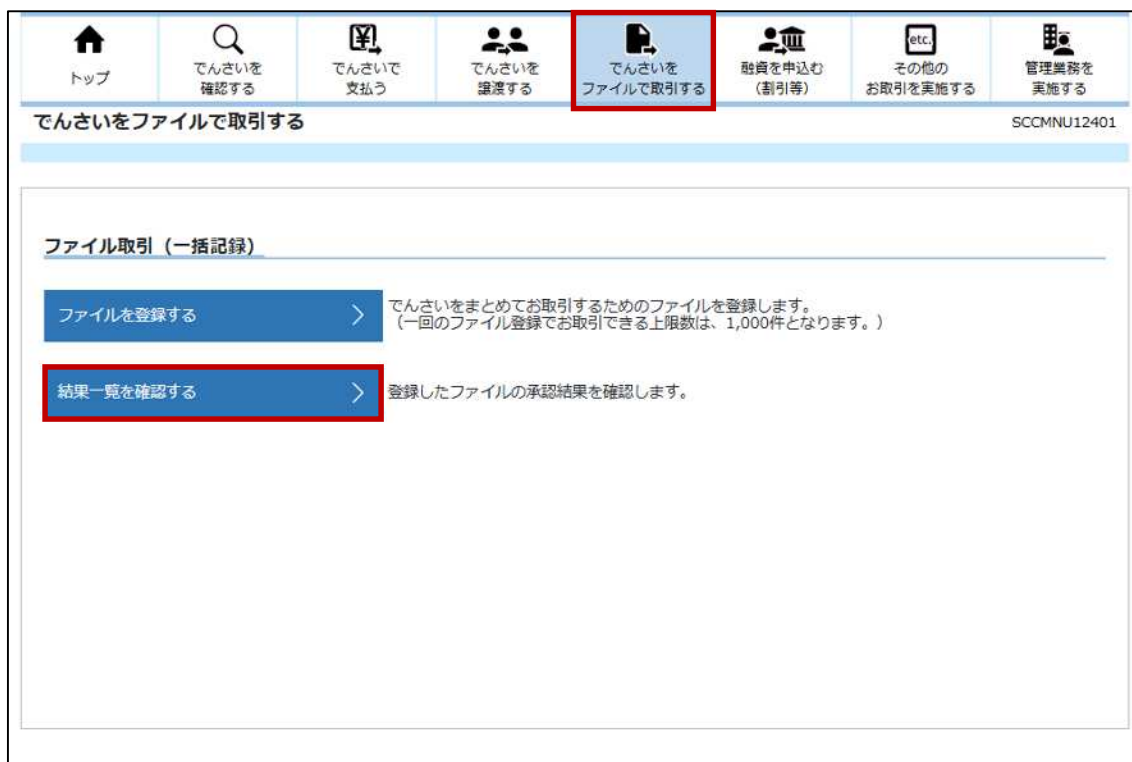 トップ
でんさいを
確認する
でんさいで
支払う
でんさいを
譲渡する
でんさいを
ファイルで取引する
融資を申込む
(割引等)
etc.
その他の
お取引を実施する
管理業務を
実施する
でんさいをファイルで取引する
SCCMNU12401
ファイル取引（一括記録）
ファイルを登録する
でんさいをまとめてお取引するためのファイルを登録します。
（一回のファイル登録でお取引できる上限数は、1,000件となります。）
結果一覧を確認する
登録したファイルの承認結果を確認します。